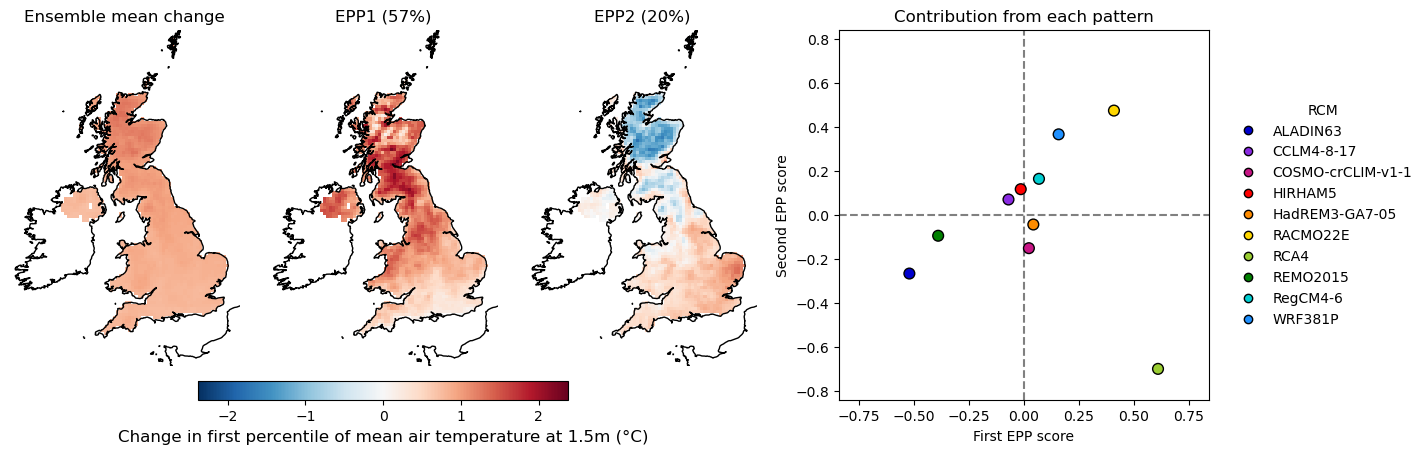 Ensemble mean change
EPP1 (57%)
EPP2 (20%)
Contribution from each pattern
−2
−1
0
1
2
Change in first percentile of mean air temperature at 1.5m (°C)
Second EPP score
0.8
0.6
0.4
0.2
0.0
−0.2
−0.4
−0.6
−0.8
−0.75
−0.50
−0.25
0.00
0.25
0.50
0.75
First EPP score
RCM
ALADIN63
CCLM4-8-17
COSMO-crCLIM-v1-1
HIRHAM5
HadREM3-GA7-05
RACMO22E
RCA4
REMO2015
RegCM4-6
WRF381P